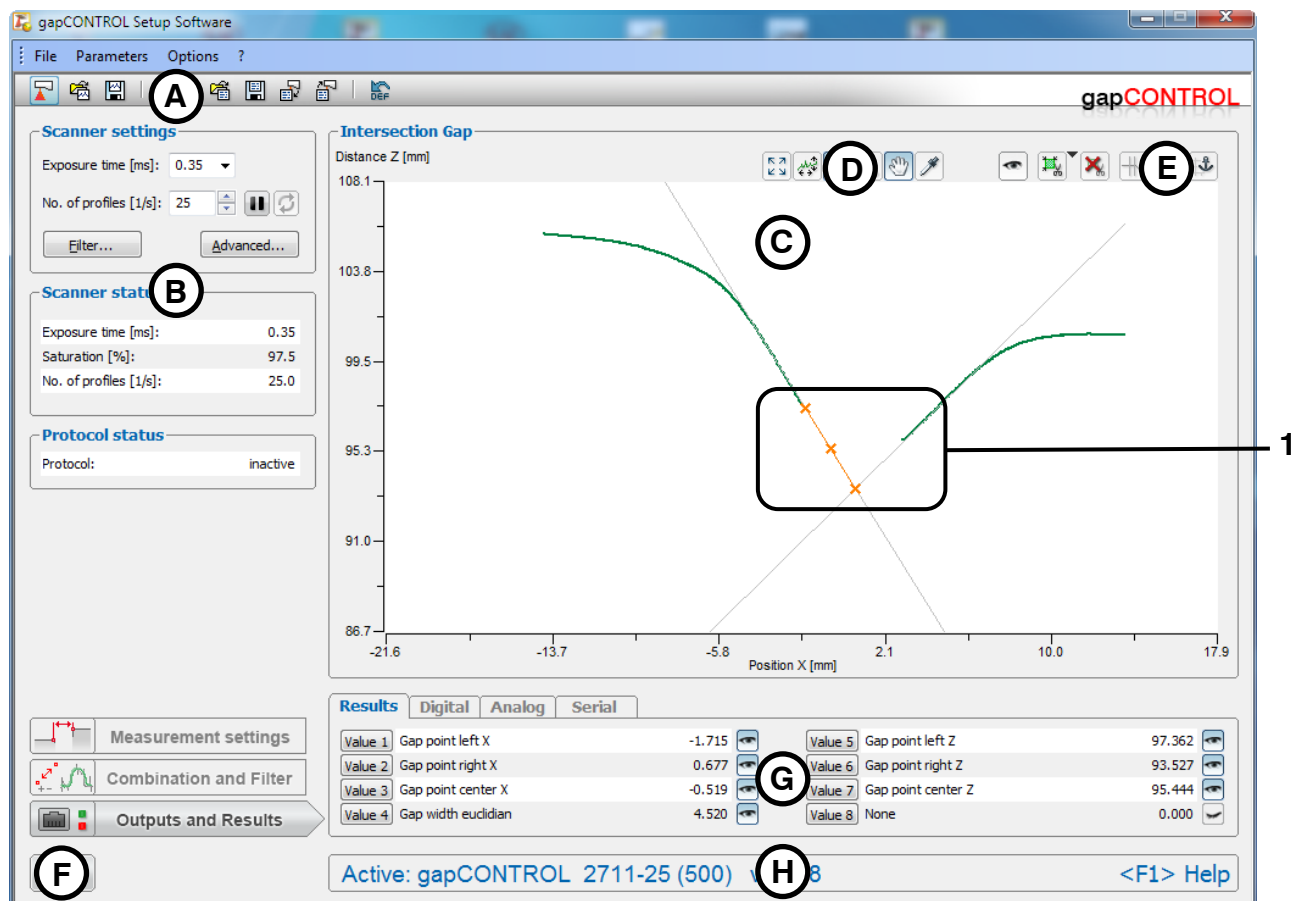 gapCONTROL Setup Software
File Parameters Options ?
A
DEF
gapCONTROL
Scanner settings
Exposure time [ms]: 0.35
No. of profiles [1/s]: 25
Filter...
Advanced...
Scanner stat
B
Exposure time [ms]: 0.35
Saturation [%]: 97.5
No. of profiles [1/s]: 25.0
Protocol status
Protocol: inactive
Intersection Gap
Distance Z [mm]
D
E
C
108.1
103.8
99.5
95.3
91.0
86.7
1
-21.6
-13.7
-5.8
2.1
10.0
17.9
Position X [mm]
Measurement settings
Combination and Filter
Outputs and Results
Results Digital Analog Serial
Value 1 Gap point left X -1.715
Value 2 Gap point right X 0.677
Value 3 Gap point center X -0.519
Value 4 Gap width euclidian 4.520
G
Value 5 Gap point left Z 97.362
Value 6 Gap point right Z 93.527
Value 7 Gap point center Z 95.444
Value 8 None 0.000
F
Active: gapCONTROL 2711-25 (500) v
H
8
<F1> Help